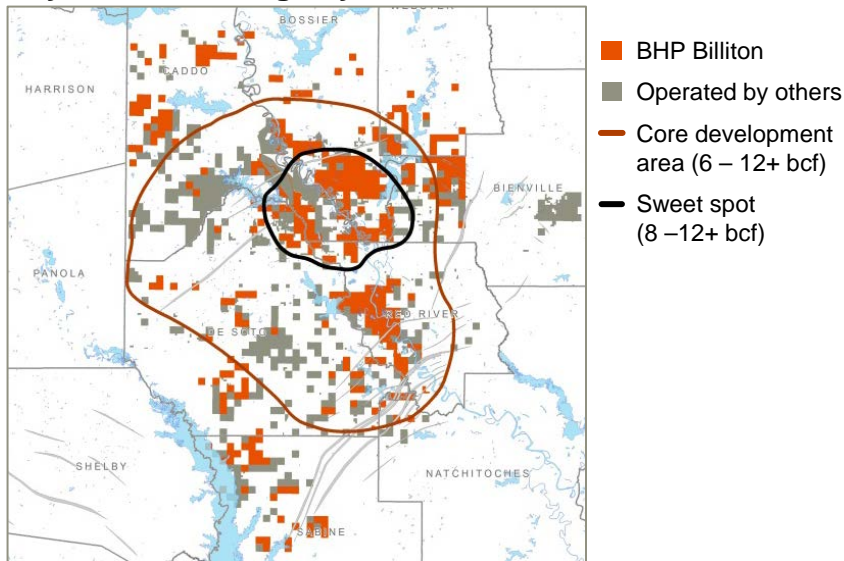 BOSSIER
CADDO
HARRISON
BIENVILLE
PANOLA
RED RIVER
DE SOTO
SHELBY
NATCHITOCHES
SABINE
BHP Billiton
Operated by others
Core development
area (6 – 12+ bcf)
Sweet spot
(8 –12+ bcf)